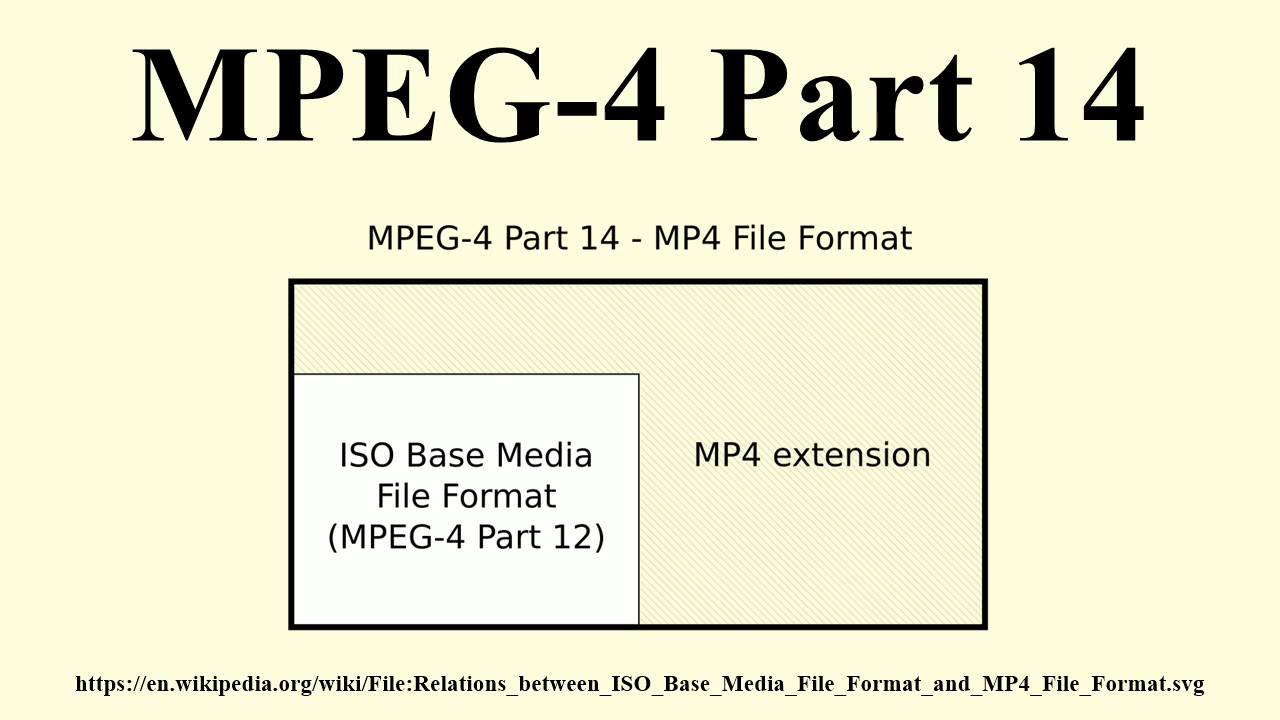 MPEG-4 Part 14
MPEG-4 Part 14 - MP4 File Format
ISO Base Media
File Format
(MPEG-4 Part 12)
MP4 extension
https://en.wikipedia.org/wiki/File:Relations_between_ISO_Base_Media_File_Format_and_MP4_File_Format.svg